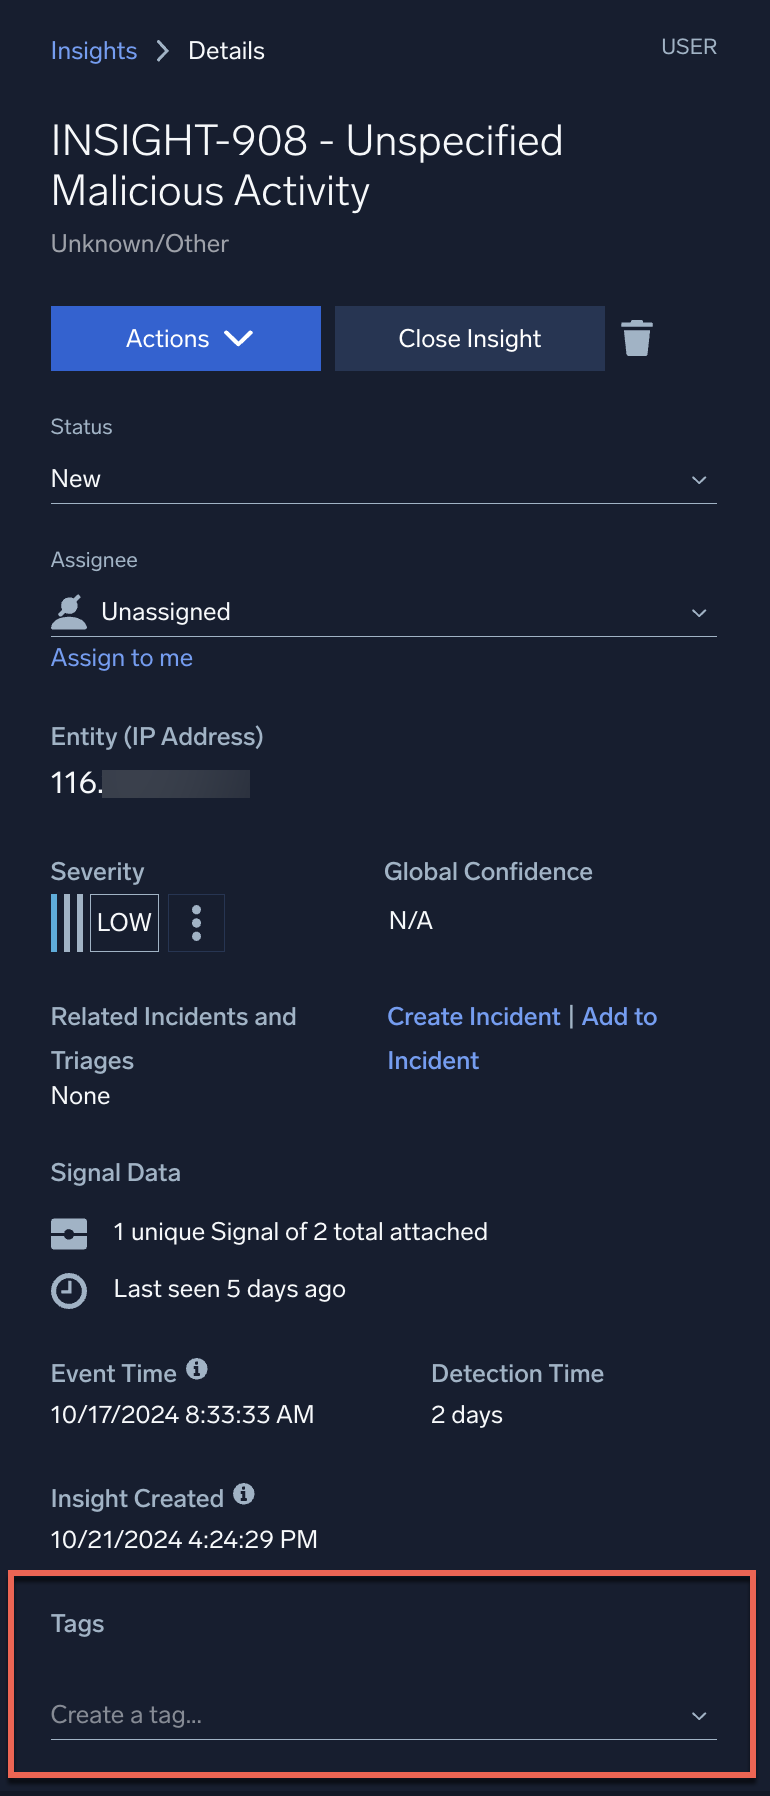 Insights > Details USER
INSIGHT-908 - Unspecified
Malicious Activity
Unknown/Other
Actions Close Insight
Status
New
Assignee
Unassigned
Assign to me
Entity (IP Address)
116.
Severity Global Confidence
LOW N/A
Related Incidents and Create Incident | Add to
Triages Incident
None
Signal Data
1 unique Signal of 2 total attached
Last seen 5 days ago
Event Time Detection Time
10/17/2024 8:33:33 AM 2 days
Insight Created
10/21/2024 4:24:29 PM
Tags
Create a tag...